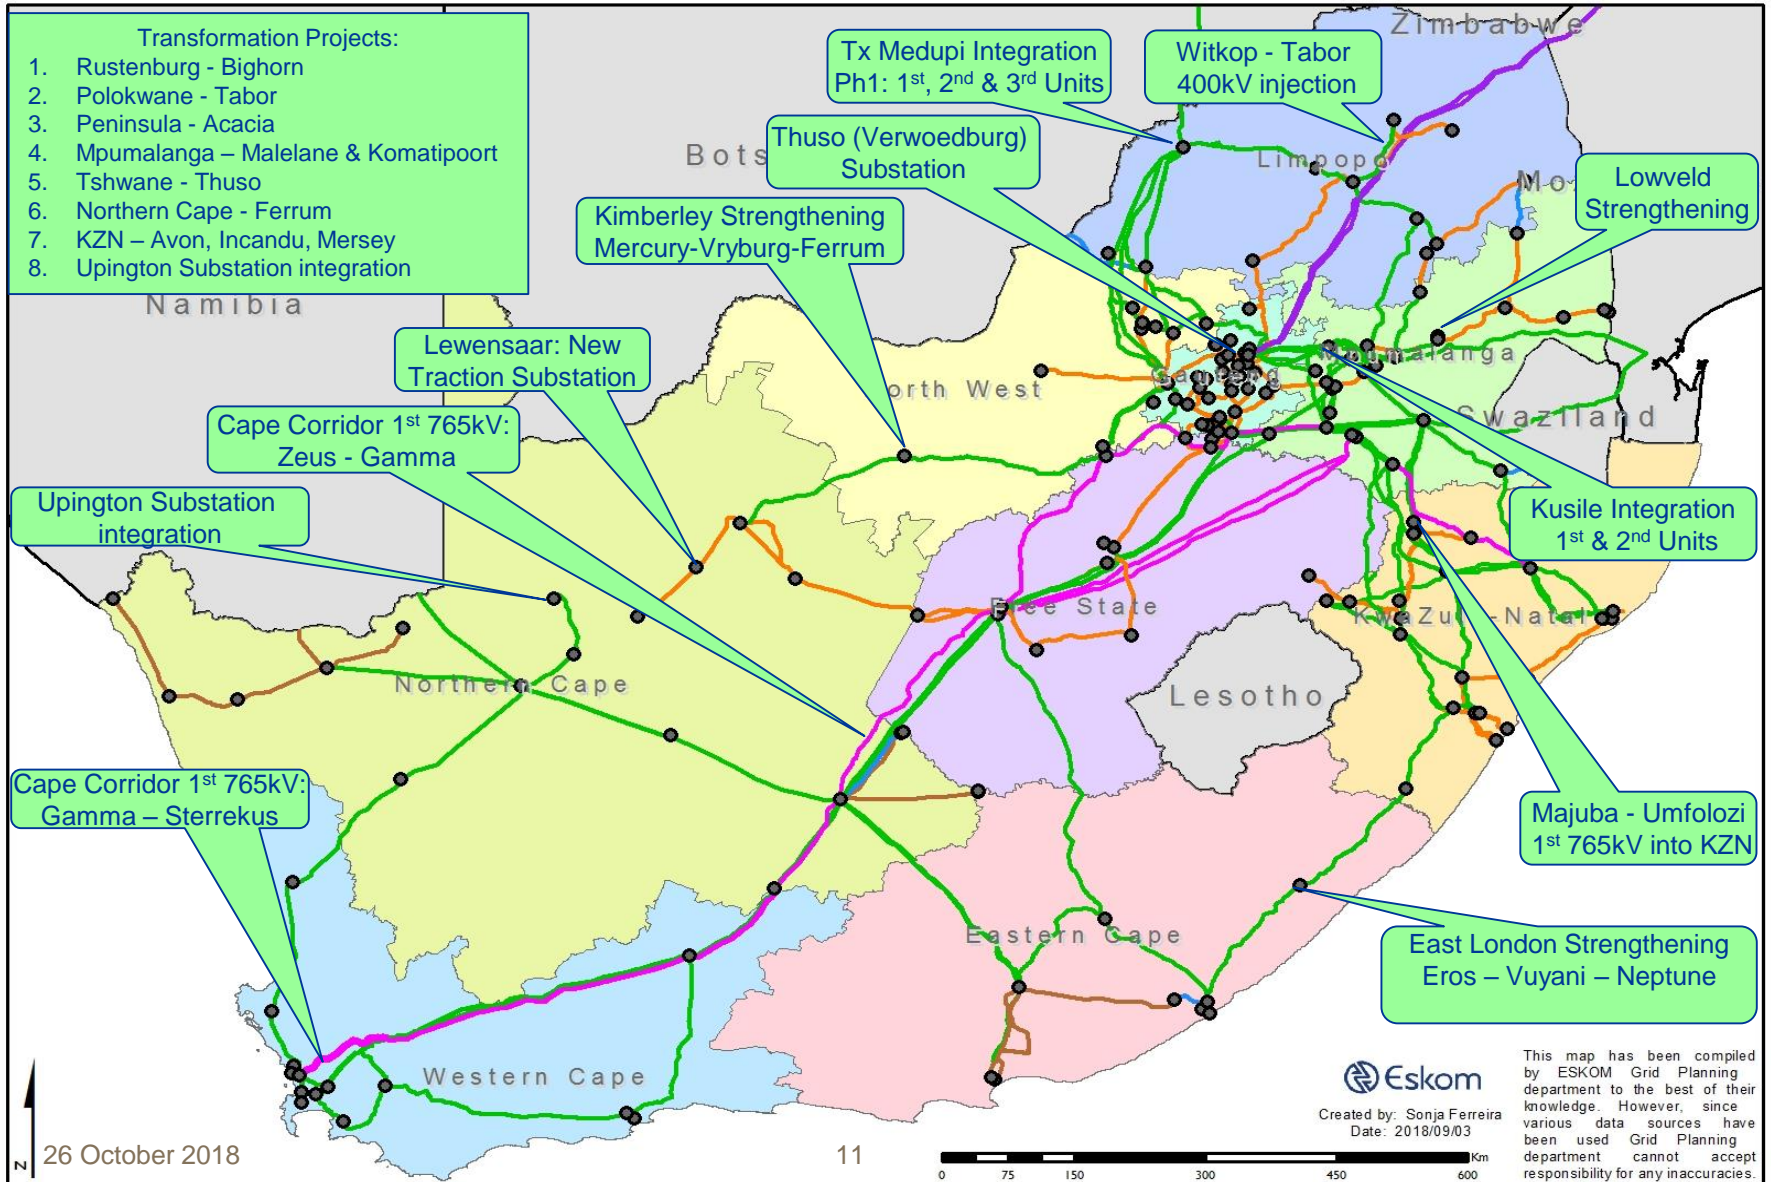 Transformation Projects:
1. Rustenburg - Bighorn
2. Polokwane - Tabor
3. Peninsula - Acacia
4. Mpumalanga – Malelane & Komatipoort
5. Tshwane - Thuso
6. Northern Cape - Ferrum
7. KZN – Avon, Incandu, Mersey
8. Upington Substation integration
Tx Medupi Integration
Ph1: 1st, 2nd & 3rd Units
Witkop - Tabor
400kV injection
Zimbabwe
Thuso (Verwoedburg)
Substation
Bots
Limpopo
Mo
Lowveld
Strengthening
Kimberley Strengthening
Mercury-Vryburg-Ferrum
Namibia
Lewensaar: New
Traction Substation
orth West
Gauteng
Mpumalanga
Swaziland
Cape Corridor 1st 765kV:
Zeus - Gamma
Upington Substation
integration
Kusile Integration
1st & 2nd Units
Free State
KwaZulu-Natal
Northern Cape
Lesotho
Cape Corridor 1st 765kV:
Gamma – Sterrekus
Majuba - Umfolozi
1st 765kV into KZN
Eastern Cape
East London Strengthening
Eros – Vuyani – Neptune
Western Cape
Eskom
Created by: Sonja Ferreira
Date: 2018/09/03
This map has been compiled
by ESKOM Grid Planning
department to the best of their
knowledge. However, since
various data sources have
been used Grid Planning
department cannot accept
responsibility for any inaccuracies.
N
26 October 2018
11
Km
0 75 150 300 450 600